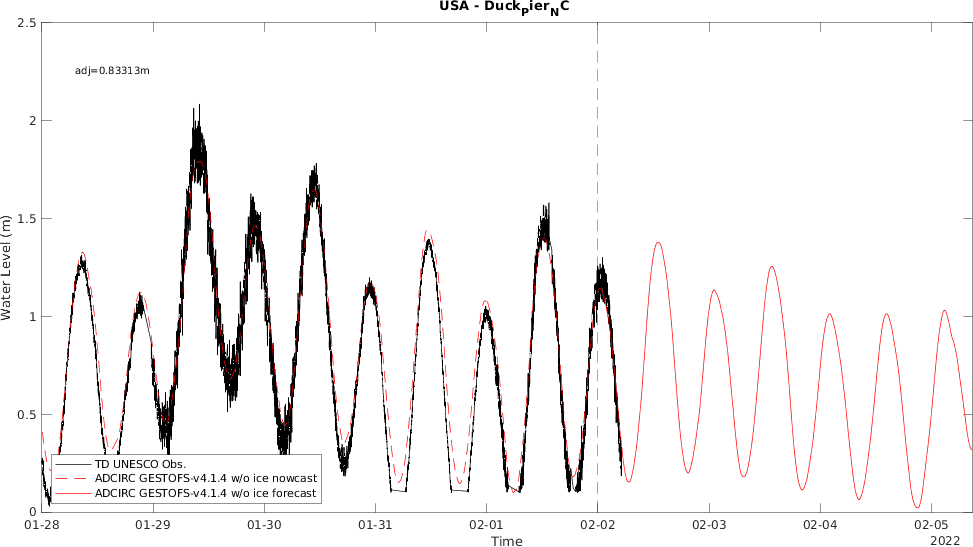 USA - DuckPierNC
2.5
adj=0.83313m
2
1.5
1
0.5
0
Water Level (m)
TD UNESCO Obs.
ADCIRC GESTOFS-v4.1.4 w/o ice nowcast
ADCIRC GESTOFS-v4.1.4 w/o ice forecast
01-28 01-29 01-30 01-31 02-01 02-02 02-03 02-04 02-05
Time
2022